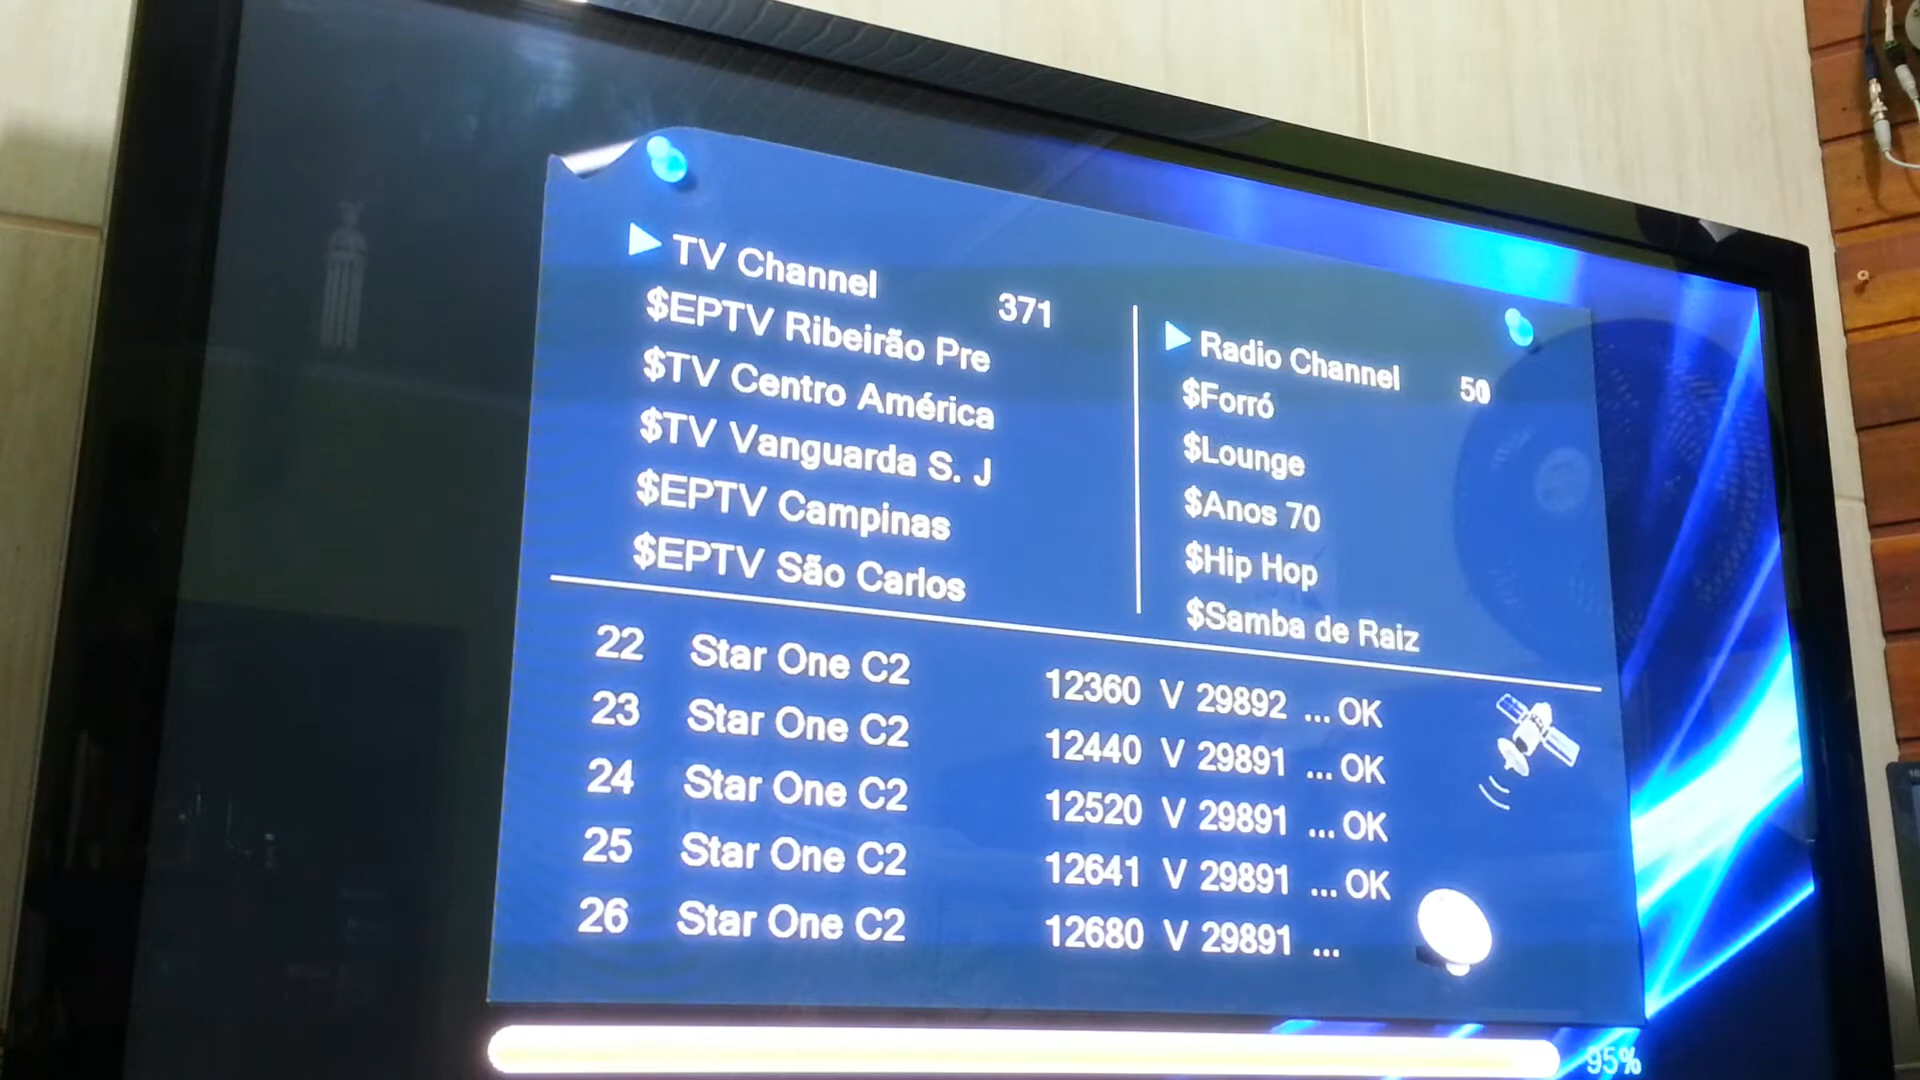 TV Channel 371
$EPTV Ribeirão Pre
$TV Centro América
$TV Vanguarda S. J
$EPTV Campinas
$EPTV São Carlos
Radio Channel 50
$Forró
$Lounge
$Anos 70
$Hip Hop
$Samba de Raiz
22 Star One C2 12360 V 29892 ... OK
23 Star One C2 12440 V 29891 ... OK
24 Star One C2 12520 V 29891 ... OK
25 Star One C2 12641 V 29891 ... OK
26 Star One C2 12680 V 29891 ...
95%